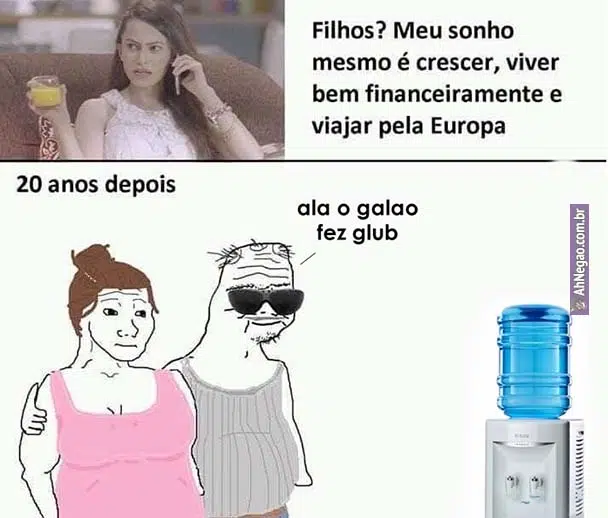 Filhos? Meu sonho
mesmo é crescer, viver
bem financeiramente e
viajar pela Europa
20 anos depois
ala o galao
fez glub
AhNegao.com.br